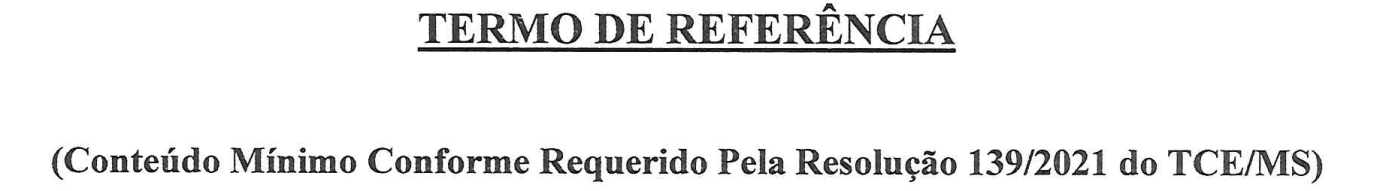 TERMO DE REFERÊNCIA
(Conteúdo Mínimo Conforme Requerido Pela Resolução 139/2021 do TCE/MS)